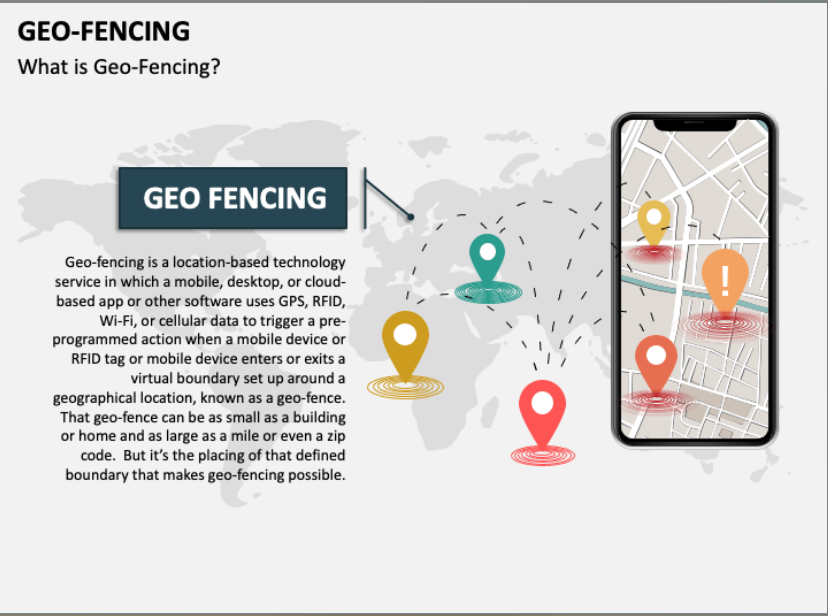 GEO-FENCING
What is Geo-Fencing?
GEO FENCING
Geo-fencing is a location-based technology
service in which a mobile, desktop, or cloud-
based app or other software uses GPS, RFID,
Wi-Fi, or cellular data to trigger a pre-
programmed action when a mobile device or
RFID tag or mobile device enters or exits a
virtual boundary set up around a
geographical location, known as a geo-fence.
That geo-fence can be as small as a building
or home and as large as a mile or even a zip
code.  But it’s the placing of that defined
boundary that makes geo-fencing possible.
!